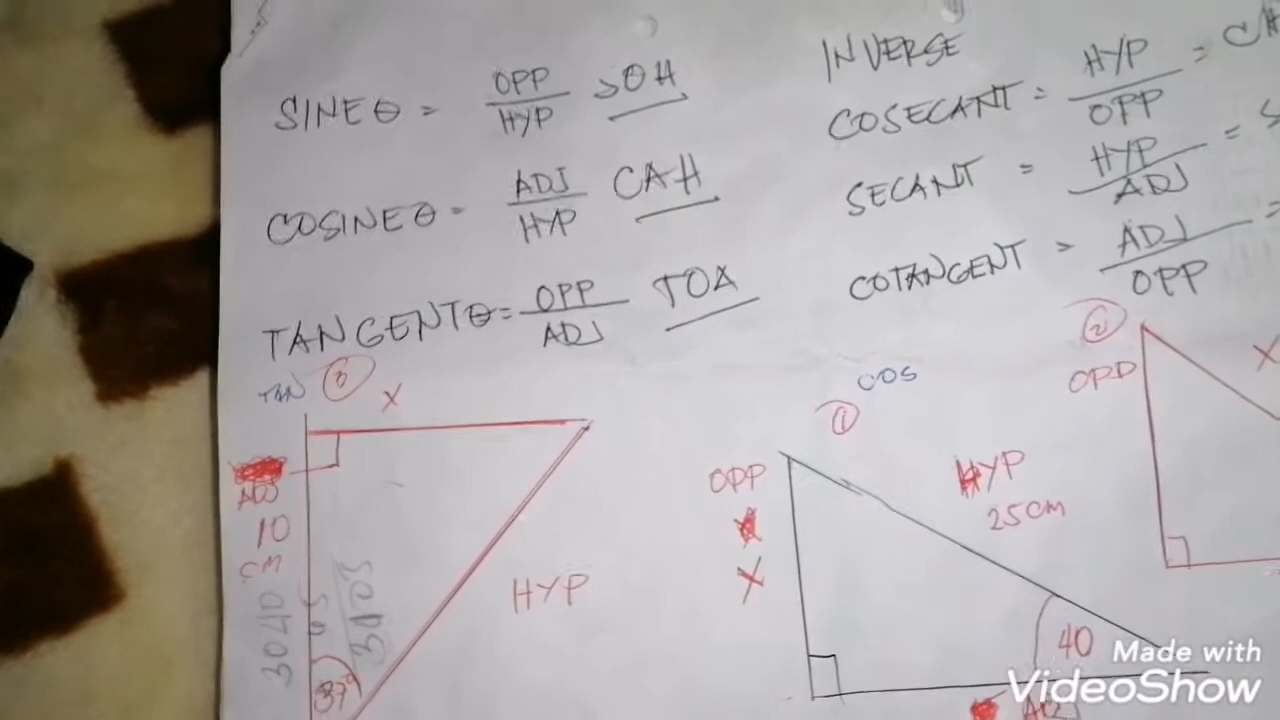 SINE θ = OPP/HYP SOH
COSINE θ = ADJ/HYP CAH
TANGENT θ = OPP/ADJ TOA
INVERSE
COSECANT = HYP/OPP =
SECANT = HYP/ADJ =
COTANGENT = ADJ/OPP =
TAN ③ X
ADJ
10
CM
37°
HYP
COS
①
OPP
X
HYP
25cm
40
②
OPP
X
Made with
VideoShow